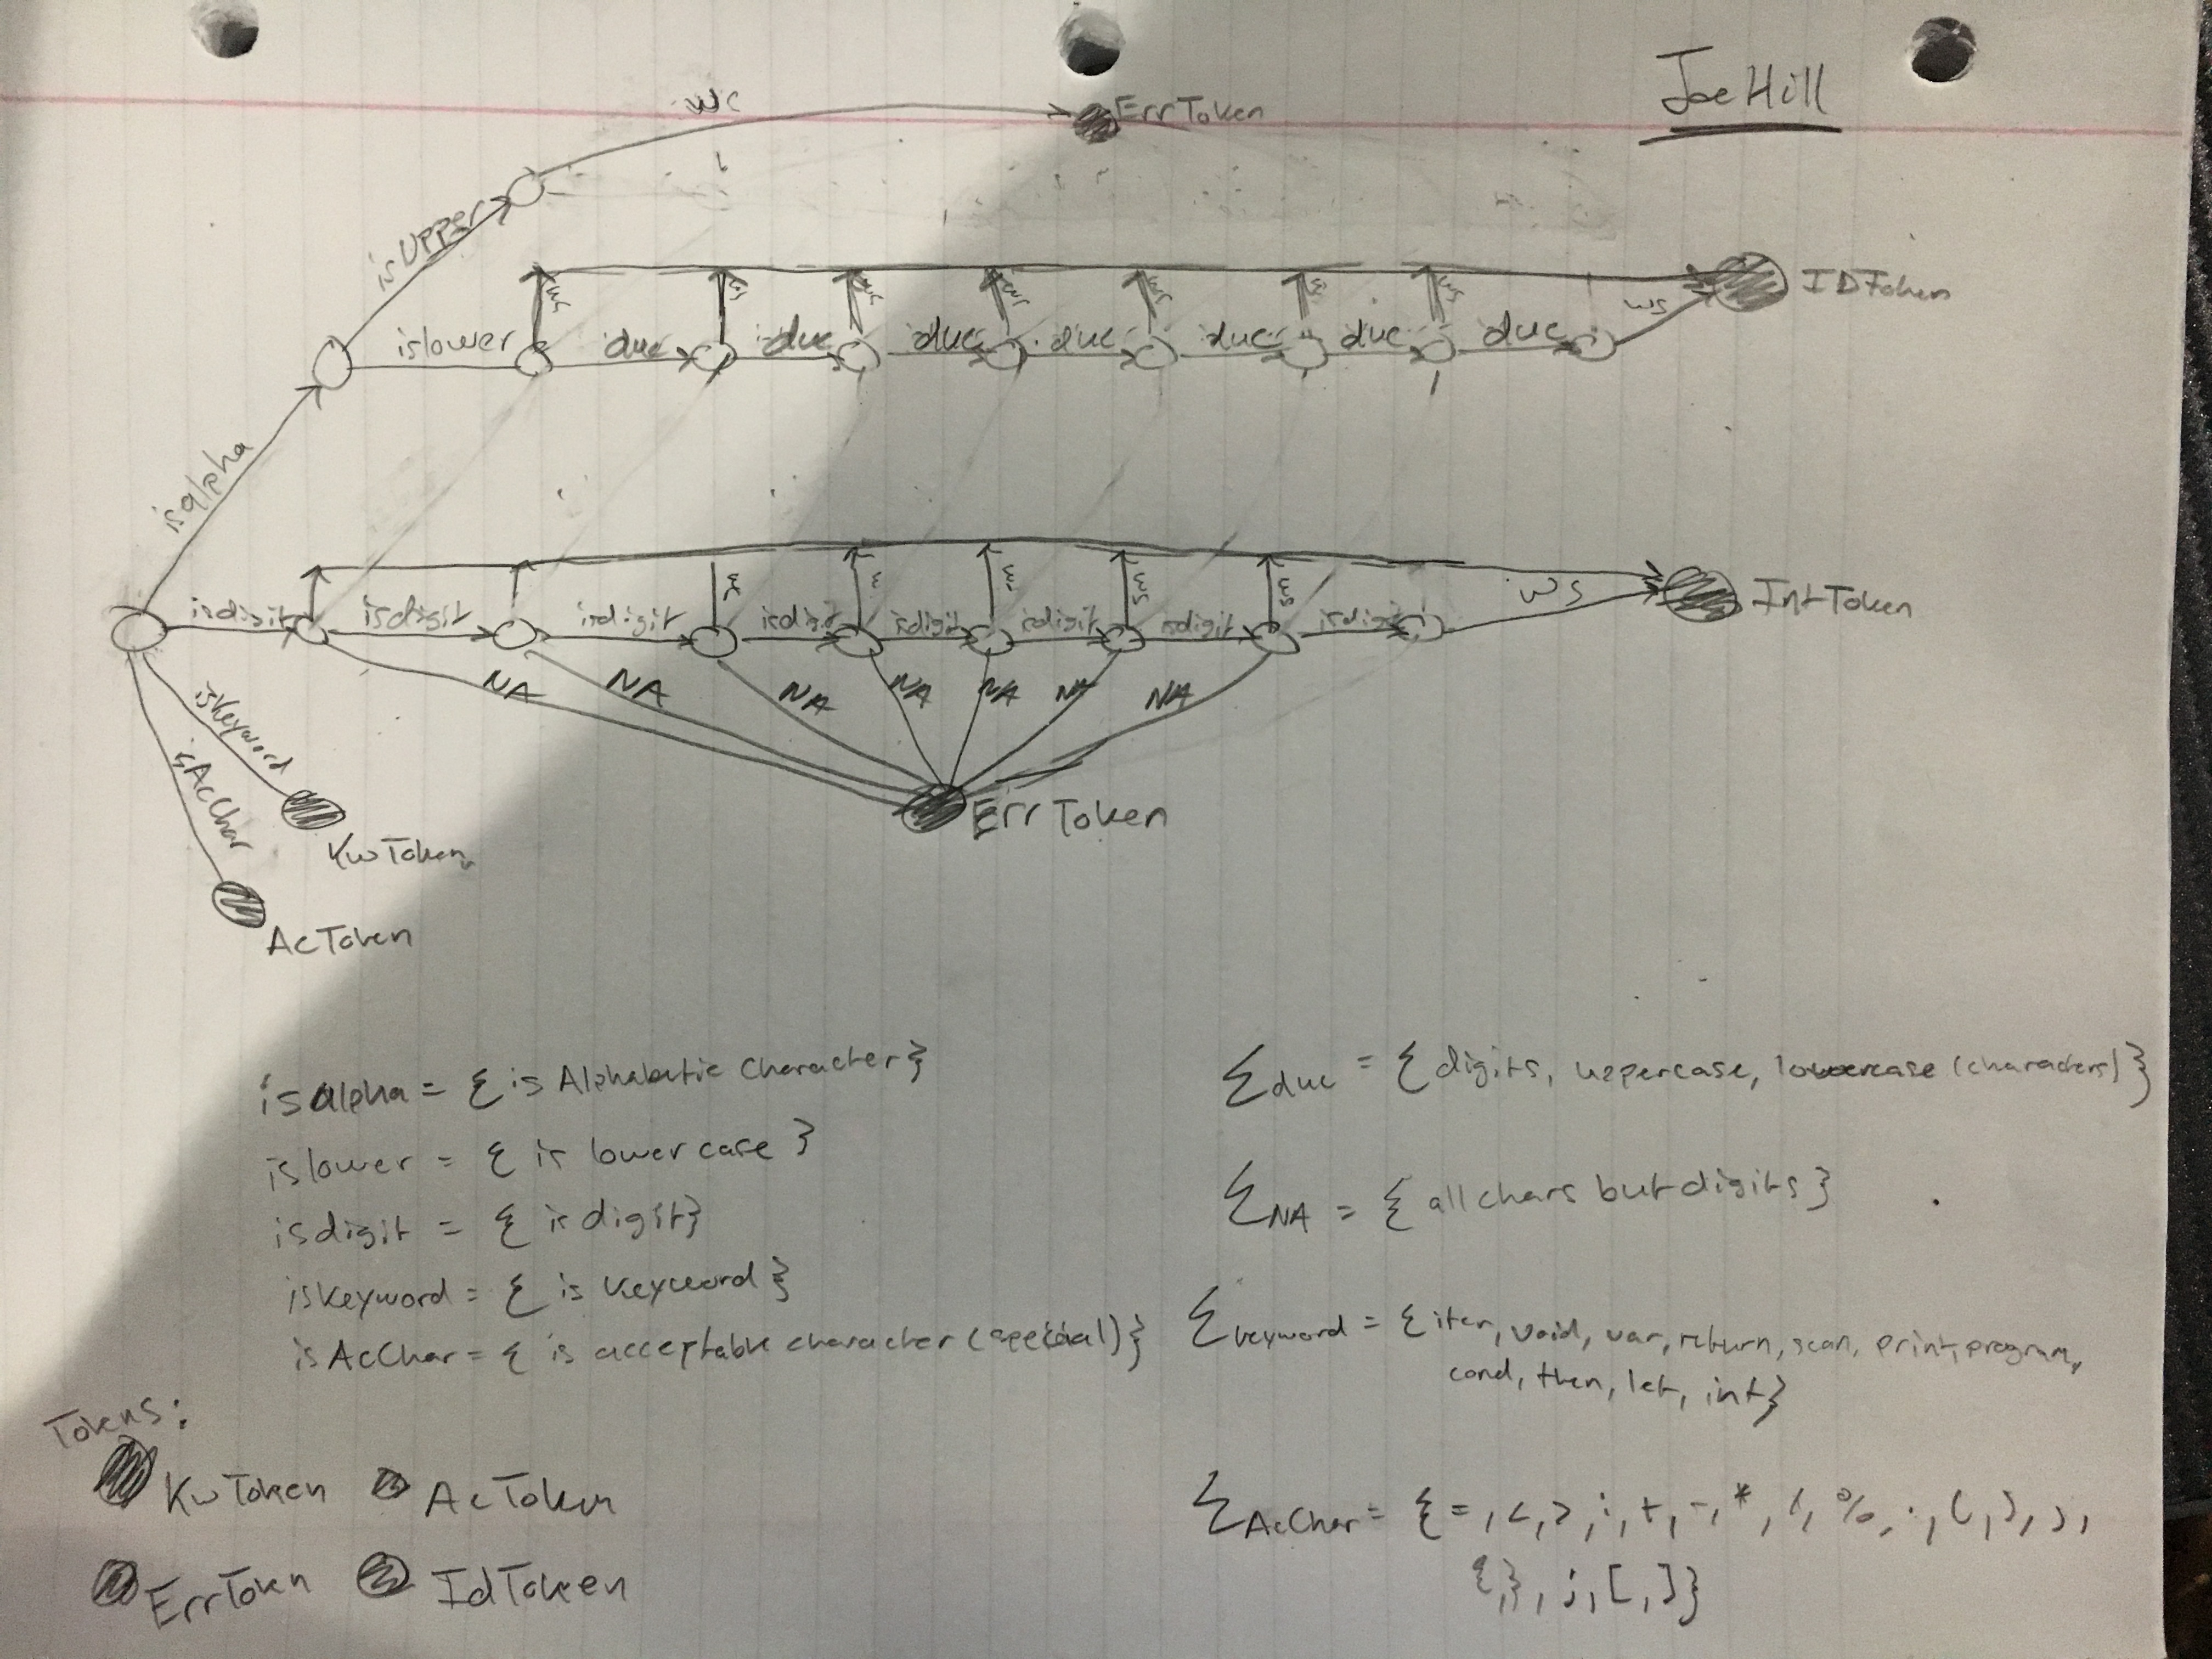 Joe Hill
ws
ErrToken
isUpper
isalpha
islower
duc duc duc duc duc duc duc duc
ws
IDToken
isdigit isdigit isdigit isdigit isdigit isdigit isdigit isdigit
ws
IntToken
NA NA NA NA NA NA NA
ErrToken
iskeyword
KwToken
isAcChar
AcToken
isalpha = { is Alphabetic character}
islower = { is lower case }
isdigit = { is digit}
iskeyword = { is keyword }
isAcChar = { is acceptable character (special)}
Σ duc = { digits, uppercase, lowercase (characters)}
Σ NA = { all chars but digits }
Σ keyword = { iter, void, var, return, scan, print, program,
cond, then, let, int}
Σ AcChar = { =, <, >, :, +, -, *, /, %, ., (, ), ,,
{, }, ;, [, ]}
Tokens:
KwToken AcToken
ErrToken IdToken